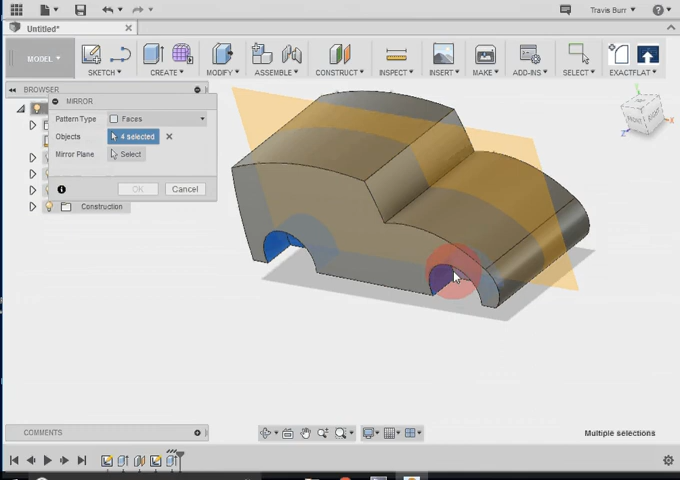 Travis Burr
Untitled*
MODEL
SKETCH
CREATE
MODIFY
ASSEMBLE
CONSTRUCT
INSPECT
INSERT
MAKE
ADD-INS
SELECT
EXACTFLAT
BROWSER
MIRROR
Pattern Type
Faces
Objects
4 selected
Mirror Plane
Select
OK
Cancel
Construction
COMMENTS
Multiple selections